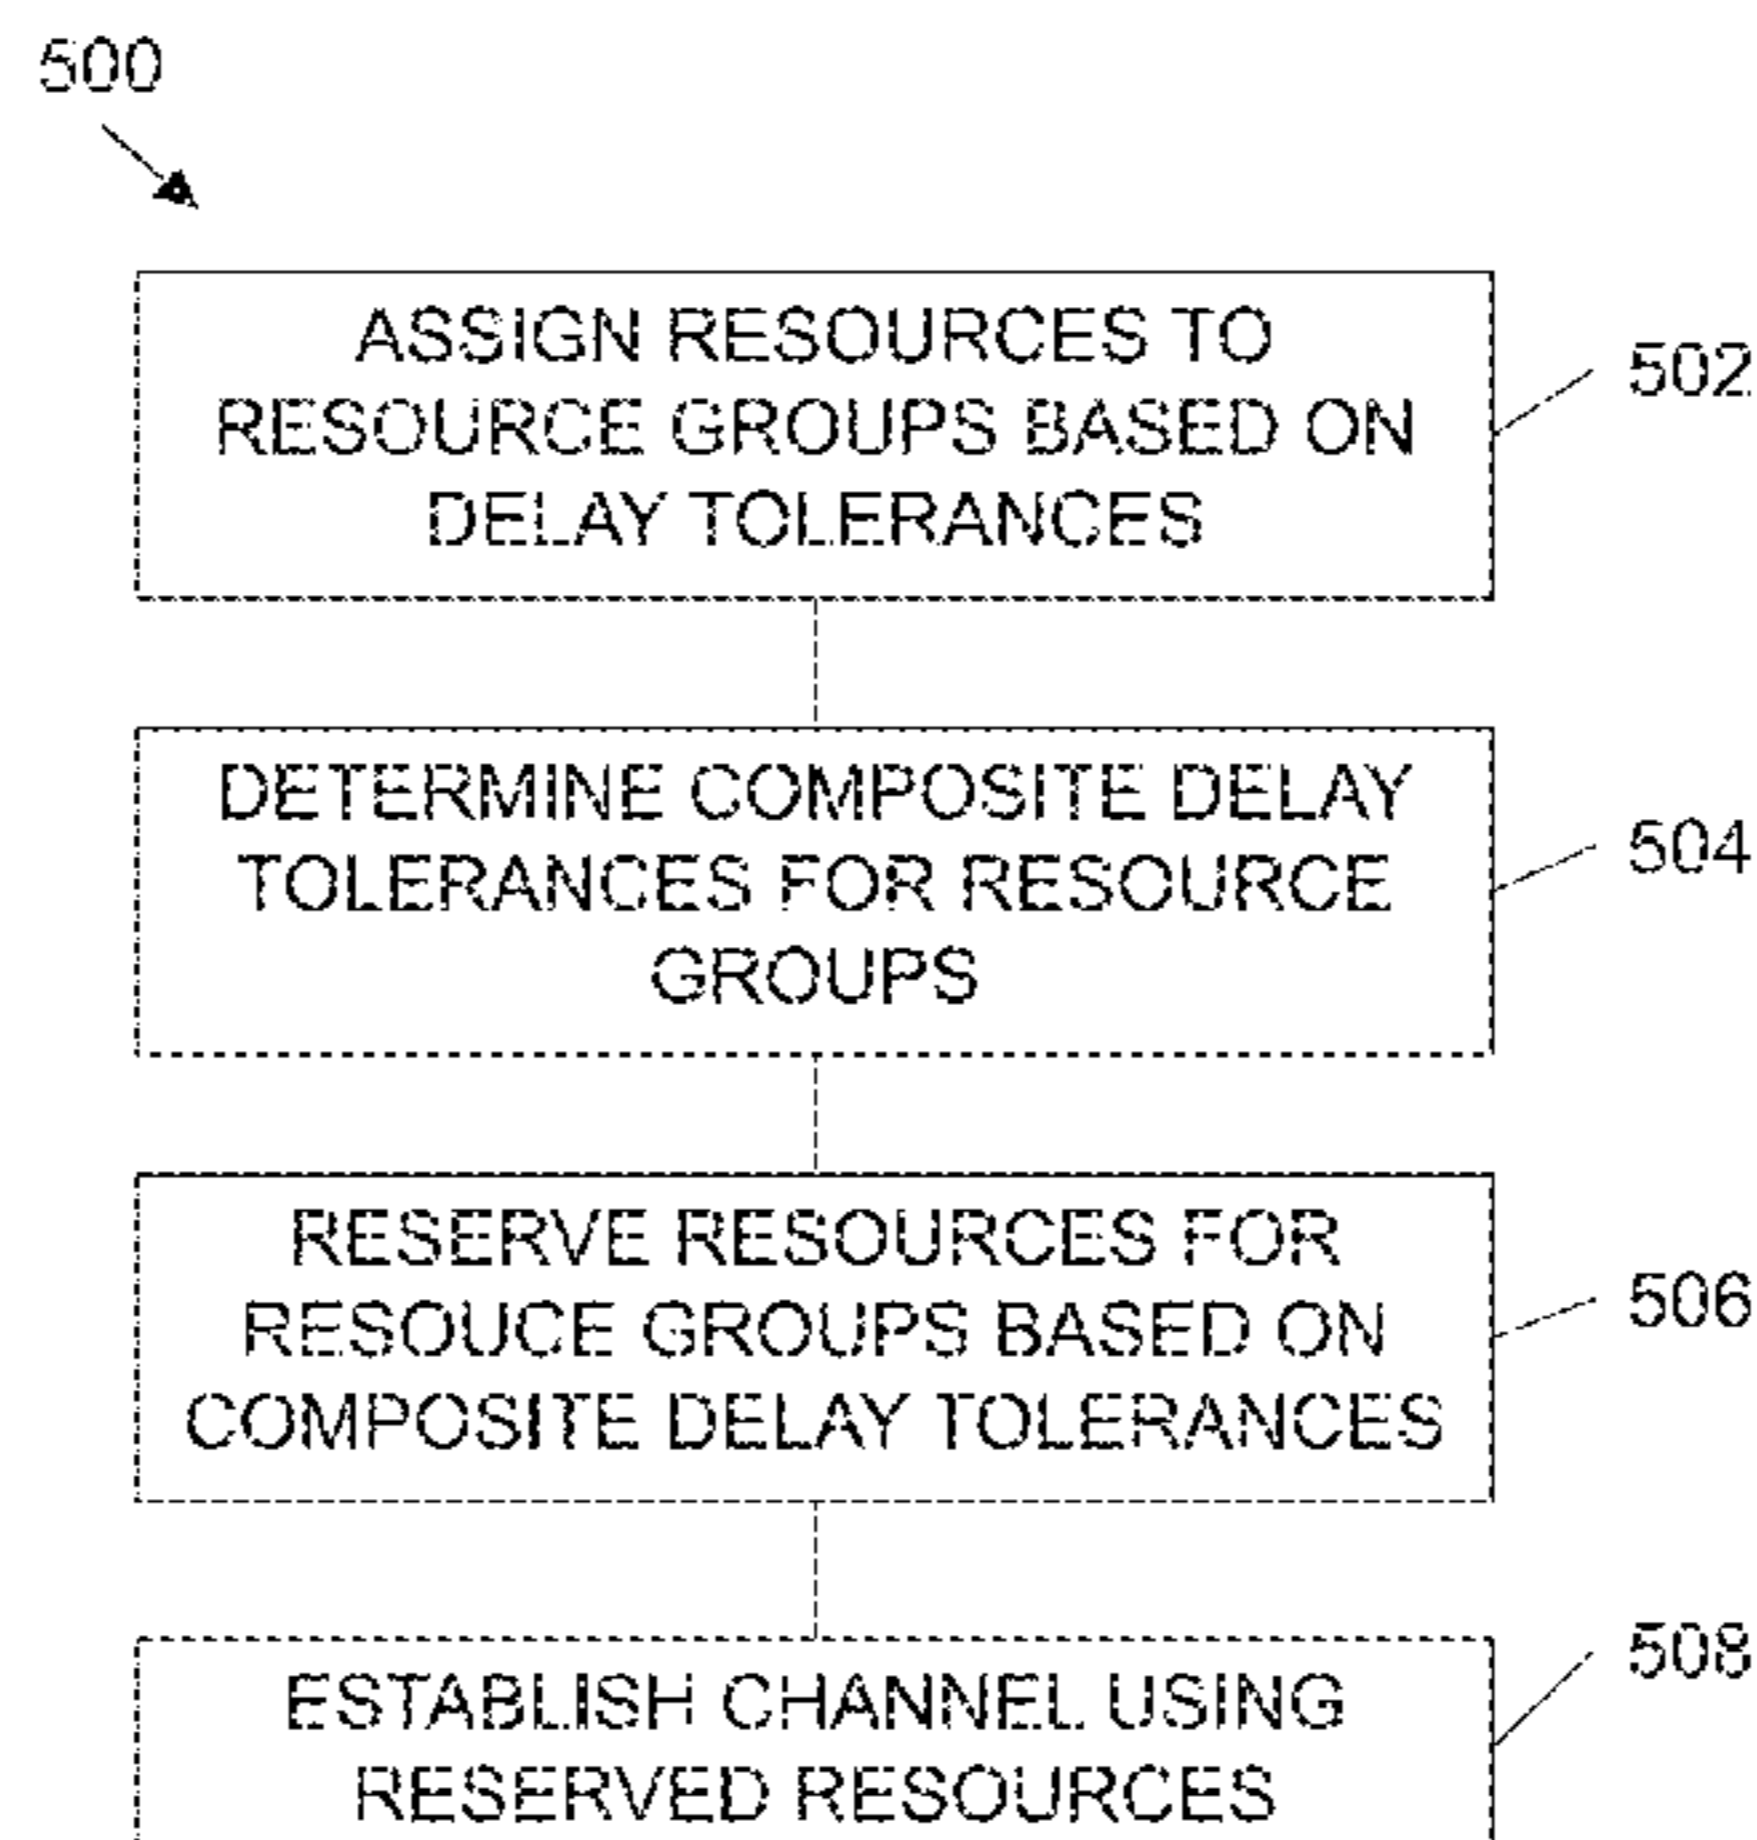 500
ASSIGN RESOURCES TO
RESOURCE GROUPS BASED ON
DELAY TOLERANCES
502
DETERMINE COMPOSITE DELAY
TOLERANCES FOR RESOURCE
GROUPS
504
RESERVE RESOURCES FOR
RESOUCE GROUPS BASED ON
COMPOSITE DELAY TOLERANCES
506
ESTABLISH CHANNEL USING
RESERVED RESOURCES
508